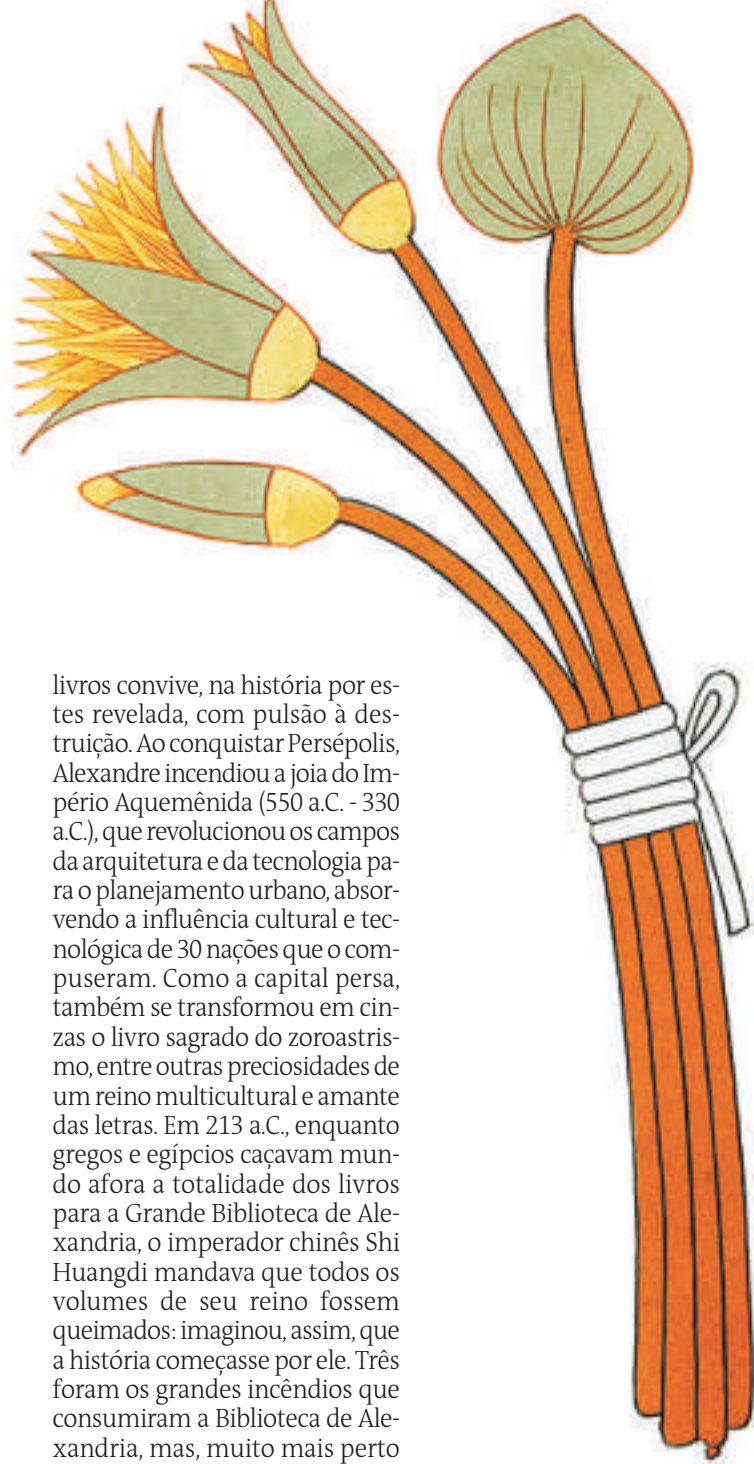 livros convive, na história por es-
tes revelada, com pulsão à des-
truição. Ao conquistar Persépolis,
Alexandre incendiou a joia do Im-
pério Aquemênida (550 a.C. - 330
a.C.), que revolucionou os campos
da arquitetura e da tecnologia pa-
ra o planejamento urbano, absor-
vendo a influência cultural e tec-
nológica de 30 nações que o com-
puseram. Como a capital persa,
também se transformou em cin-
zas o livro sagrado do zoroastris-
mo, entre outras preciosidades de
um reino multicultural e amante
das letras. Em 213 a.C., enquanto
gregos e egípcios caçavam mun-
do afora a totalidade dos livros
para a Grande Biblioteca de Ale-
xandria, o imperador chinês Shi
Huangdi mandava que todos os
volumes de seu reino fossem
queimados: imaginou, assim, que
a história começasse por ele. Três
foram os grandes incêndios que
consumiram a Biblioteca de Ale-
xandria, mas, muito mais perto